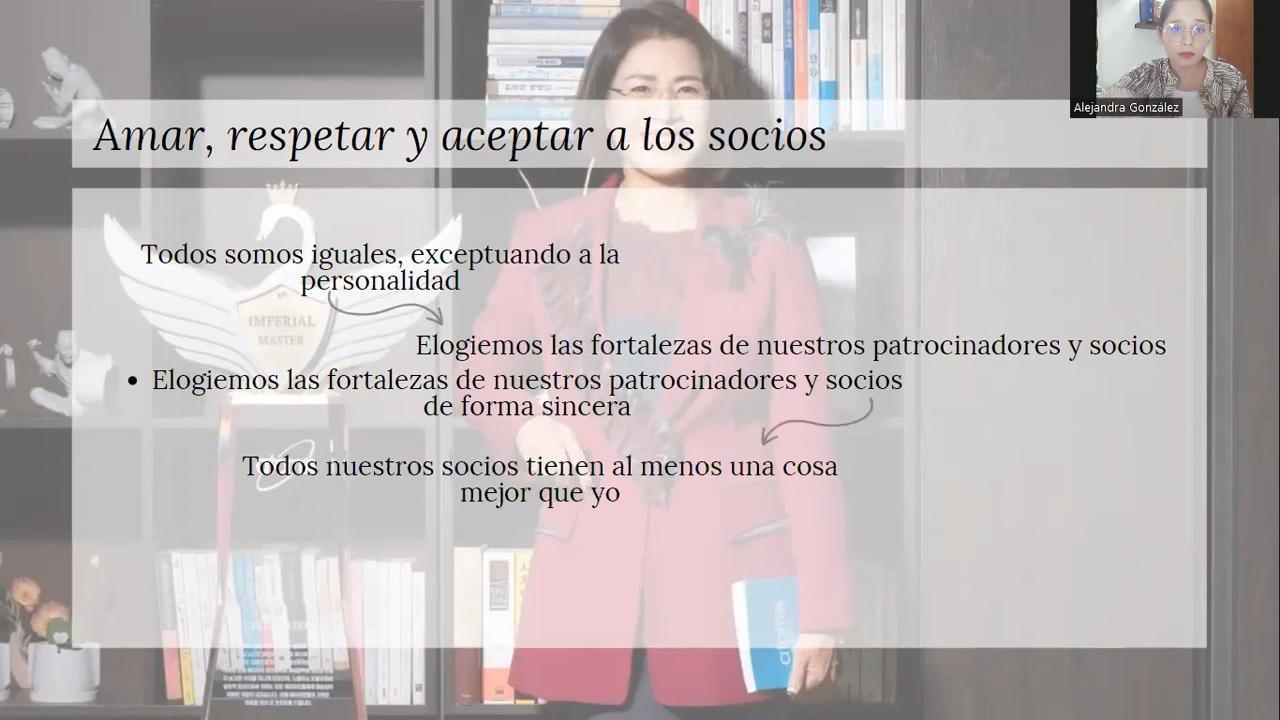 Alejandra González
Amar, respetar y aceptar a los socios
Todos somos iguales, exceptuando a la
personalidad
Elogiemos las fortalezas de nuestros patrocinadores y socios
• Elogiemos las fortalezas de nuestros patrocinadores y socios
de forma sincera
Todos nuestros socios tienen al menos una cosa
mejor que yo
IMPERIAL
MASTER
atomy